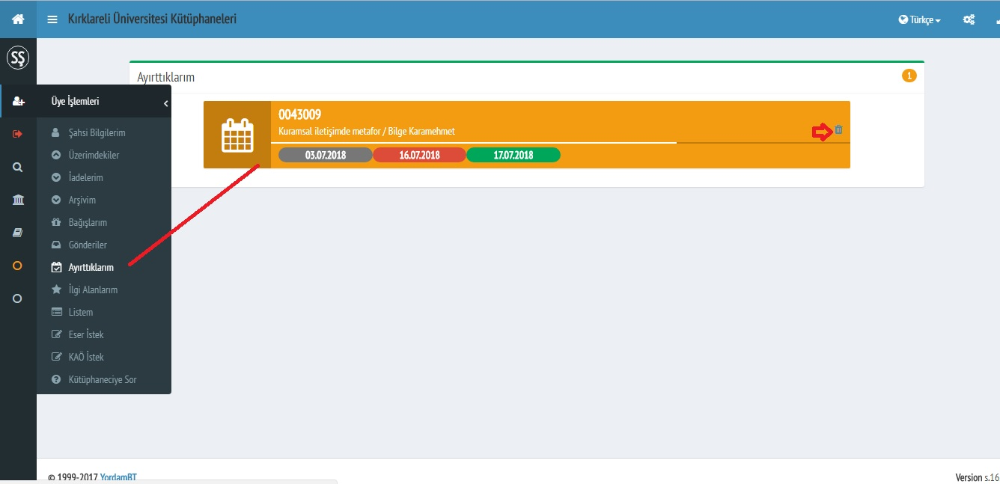 Kırklareli Üniversitesi Kütüphaneleri
Türkçe
SŞ
Ayırttıklarım
1
Üye İşlemleri
0043009
Kuramsal iletişimde metafor / Bilge Karamehmet
03.07.2018 16.07.2018 17.07.2018
Şahsi Bilgilerim
Üzerimdekiler
İadelerim
Arşivim
Bağışlarım
Gönderiler
Ayırttıklarım
İlgi Alanlarım
Listem
Eser İstek
KAÖ İstek
Kütüphaneciye Sor
© 1999-2017 YordamBT
Version s.16